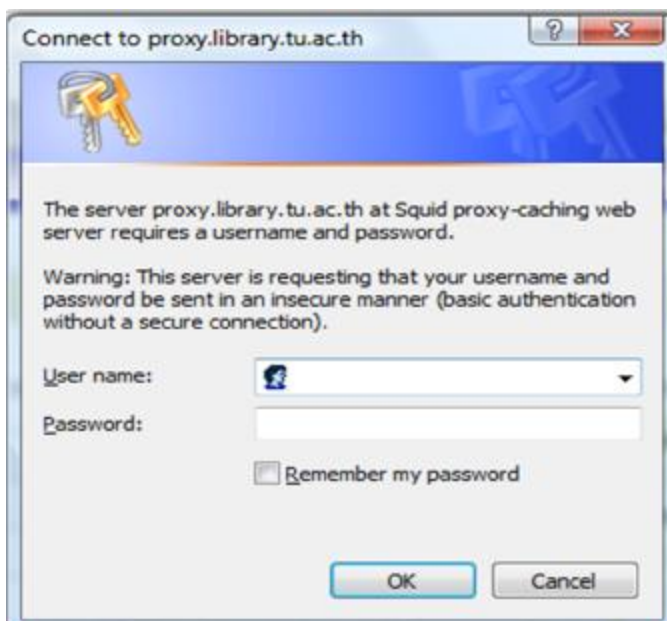 Connect to proxy.library.tu.ac.th
The server proxy.library.tu.ac.th at Squid proxy-caching web
server requires a username and password.
Warning: This server is requesting that your username and
password be sent in an insecure manner (basic authentication
without a secure connection).
User name:
Password:
Remember my password
OK Cancel